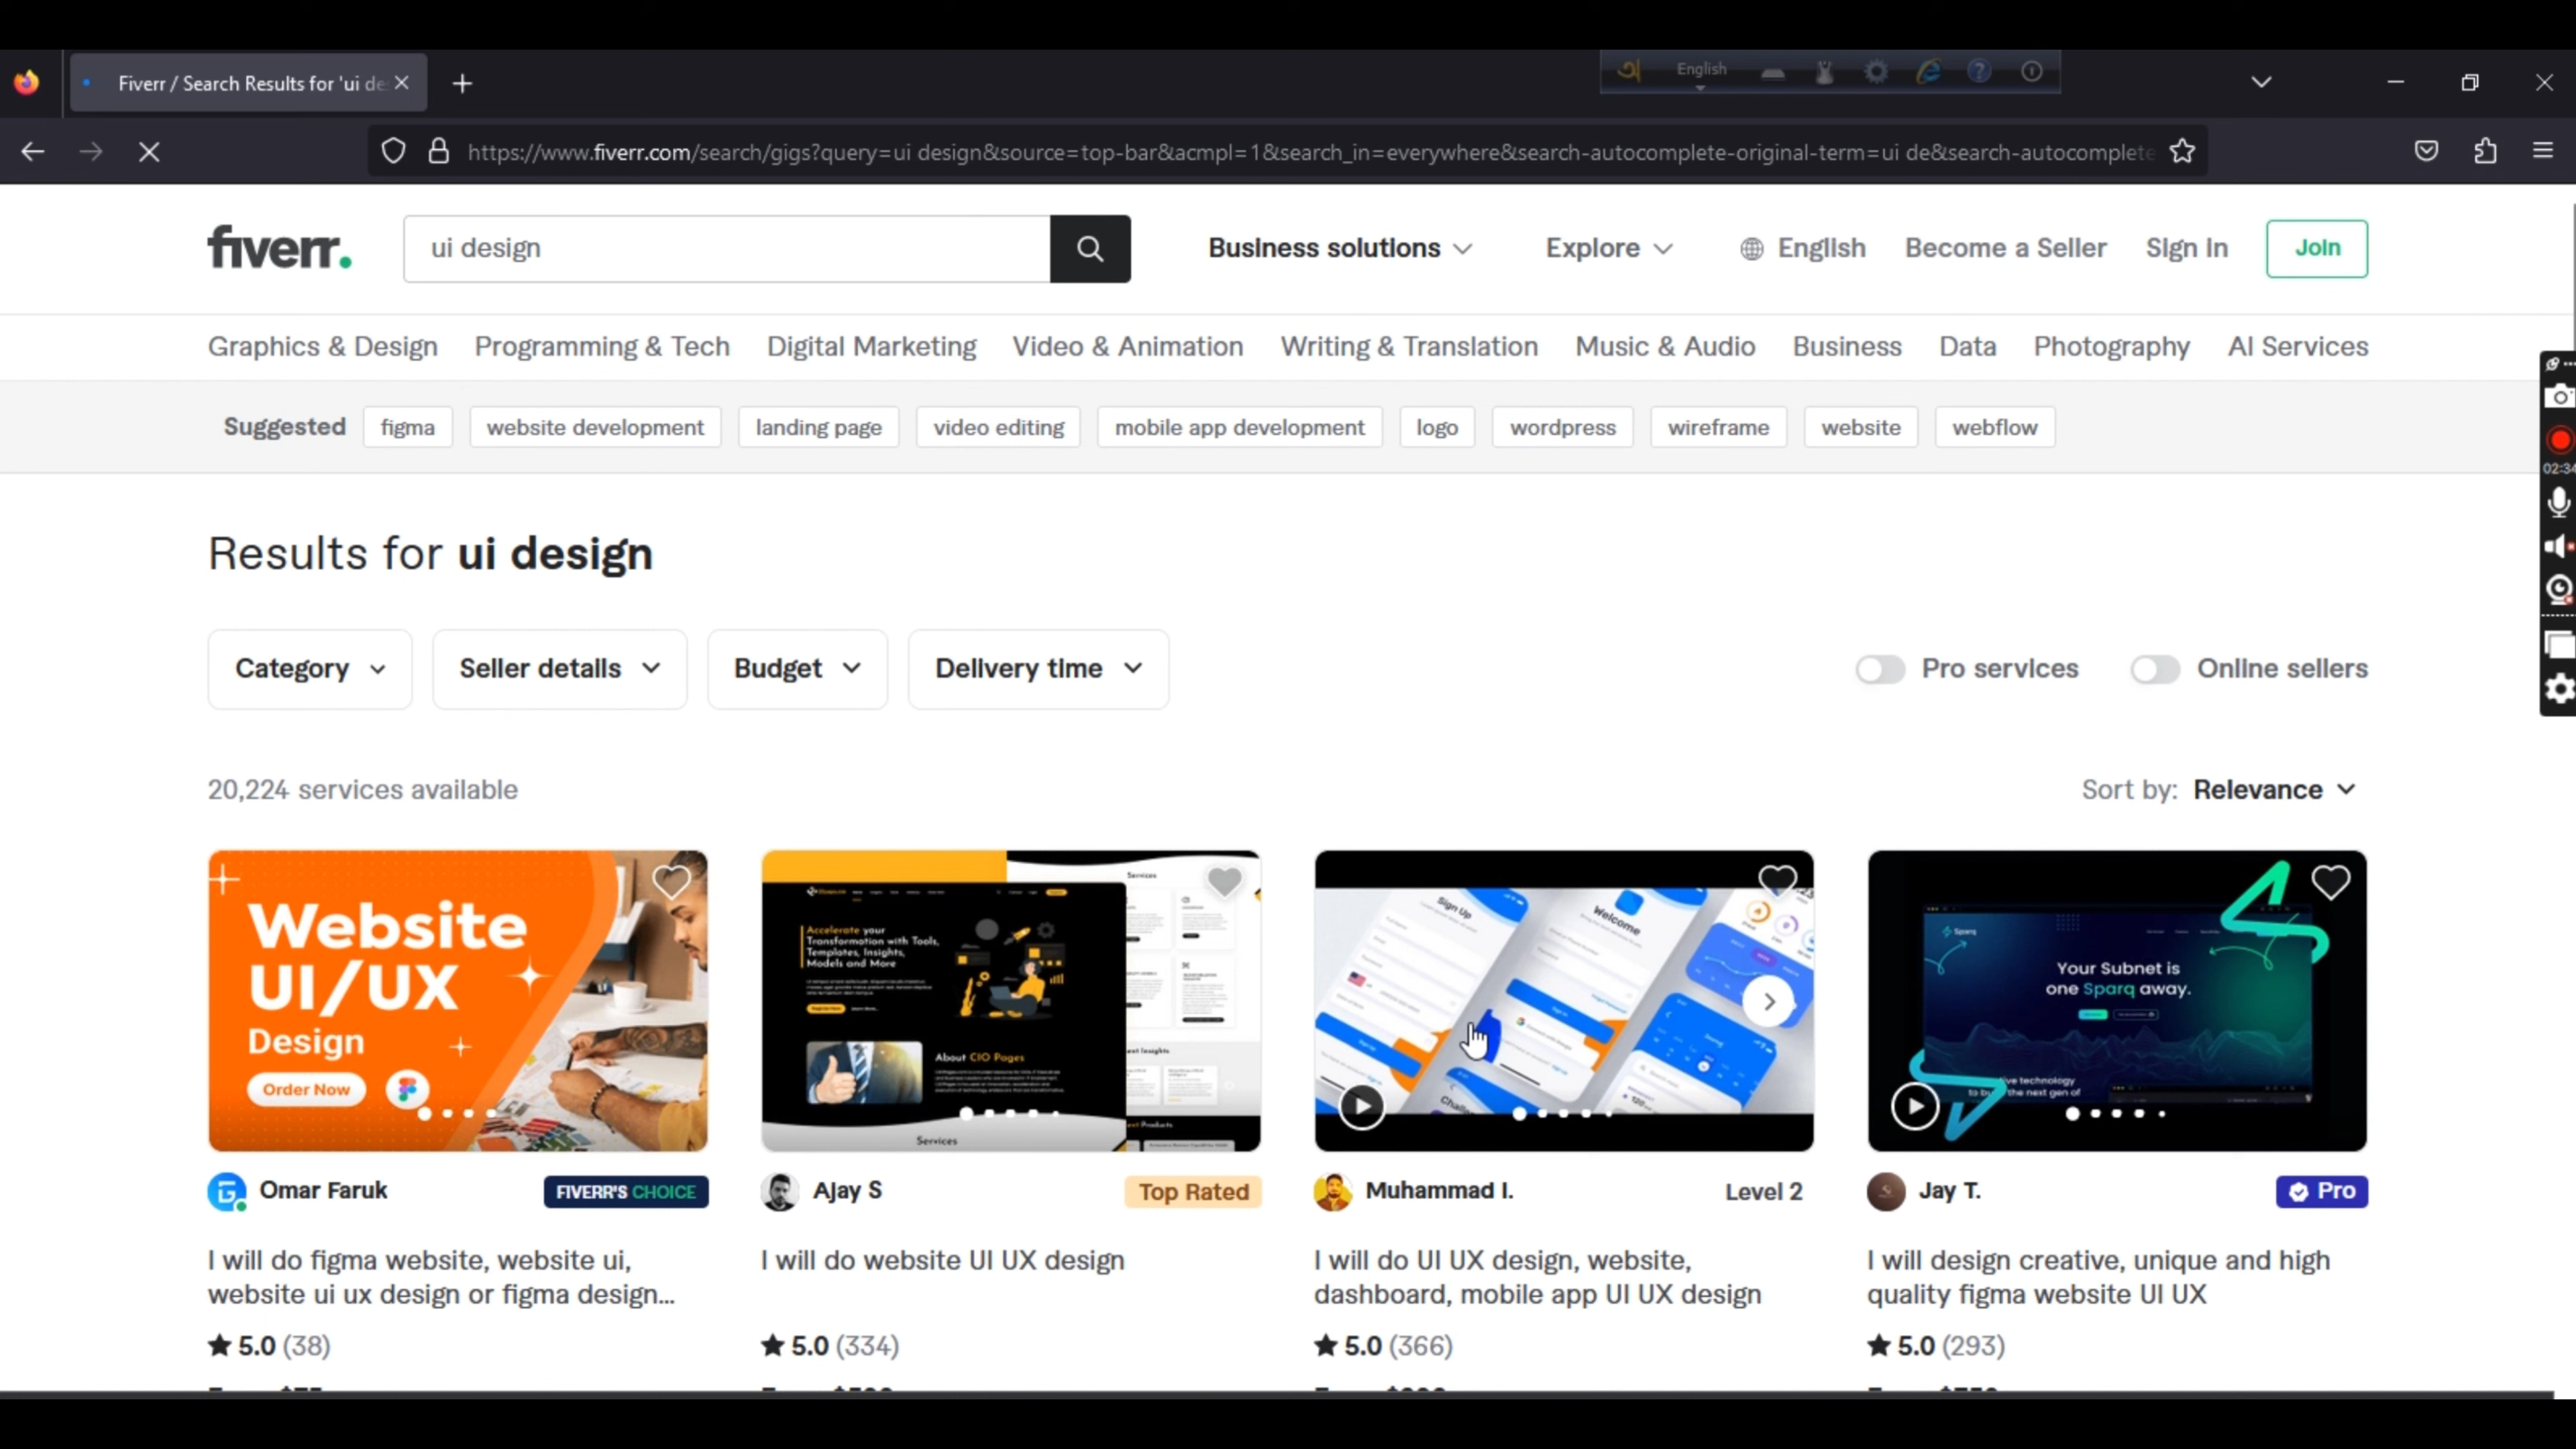 Fiverr / Search Results for 'ui de
English
https://www.fiverr.com/search/gigs?query=ui design&source=top-bar&acmpl=1&search_in=everywhere&search-autocomplete-original-term=ui de&search-autocomplete
fiverr.
ui design
Business solutions
Explore
English
Become a Seller
Sign in
Join
Graphics & Design
Programming & Tech
Digital Marketing
Video & Animation
Writing & Translation
Music & Audio
Business
Data
Photography
AI Services
Suggested
figma
website development
landing page
video editing
mobile app development
logo
wordpress
wireframe
website
webflow
02:34
Results for ui design
Category
Seller details
Budget
Delivery time
Pro services
Online sellers
20,224 services available
Sort by: Relevance
Website
UI/UX
Design
Order Now
Services
Accelerate your
Transformation with Tools,
Templates, Insights,
Models and More
About CIO Pages
Services
Sign Up
Welcome
Sparq
Your Subnet is
one Sparq away.
Omar Faruk
FIVERR'S CHOICE
I will do figma website, website ui,
website ui ux design or figma design...
5.0 (38)
Ajay S
Top Rated
I will do website UI UX design
5.0 (334)
Muhammad I.
Level 2
I will do UI UX design, website,
dashboard, mobile app UI UX design
5.0 (366)
Jay T.
Pro
I will design creative, unique and high
quality figma website UI UX
5.0 (293)